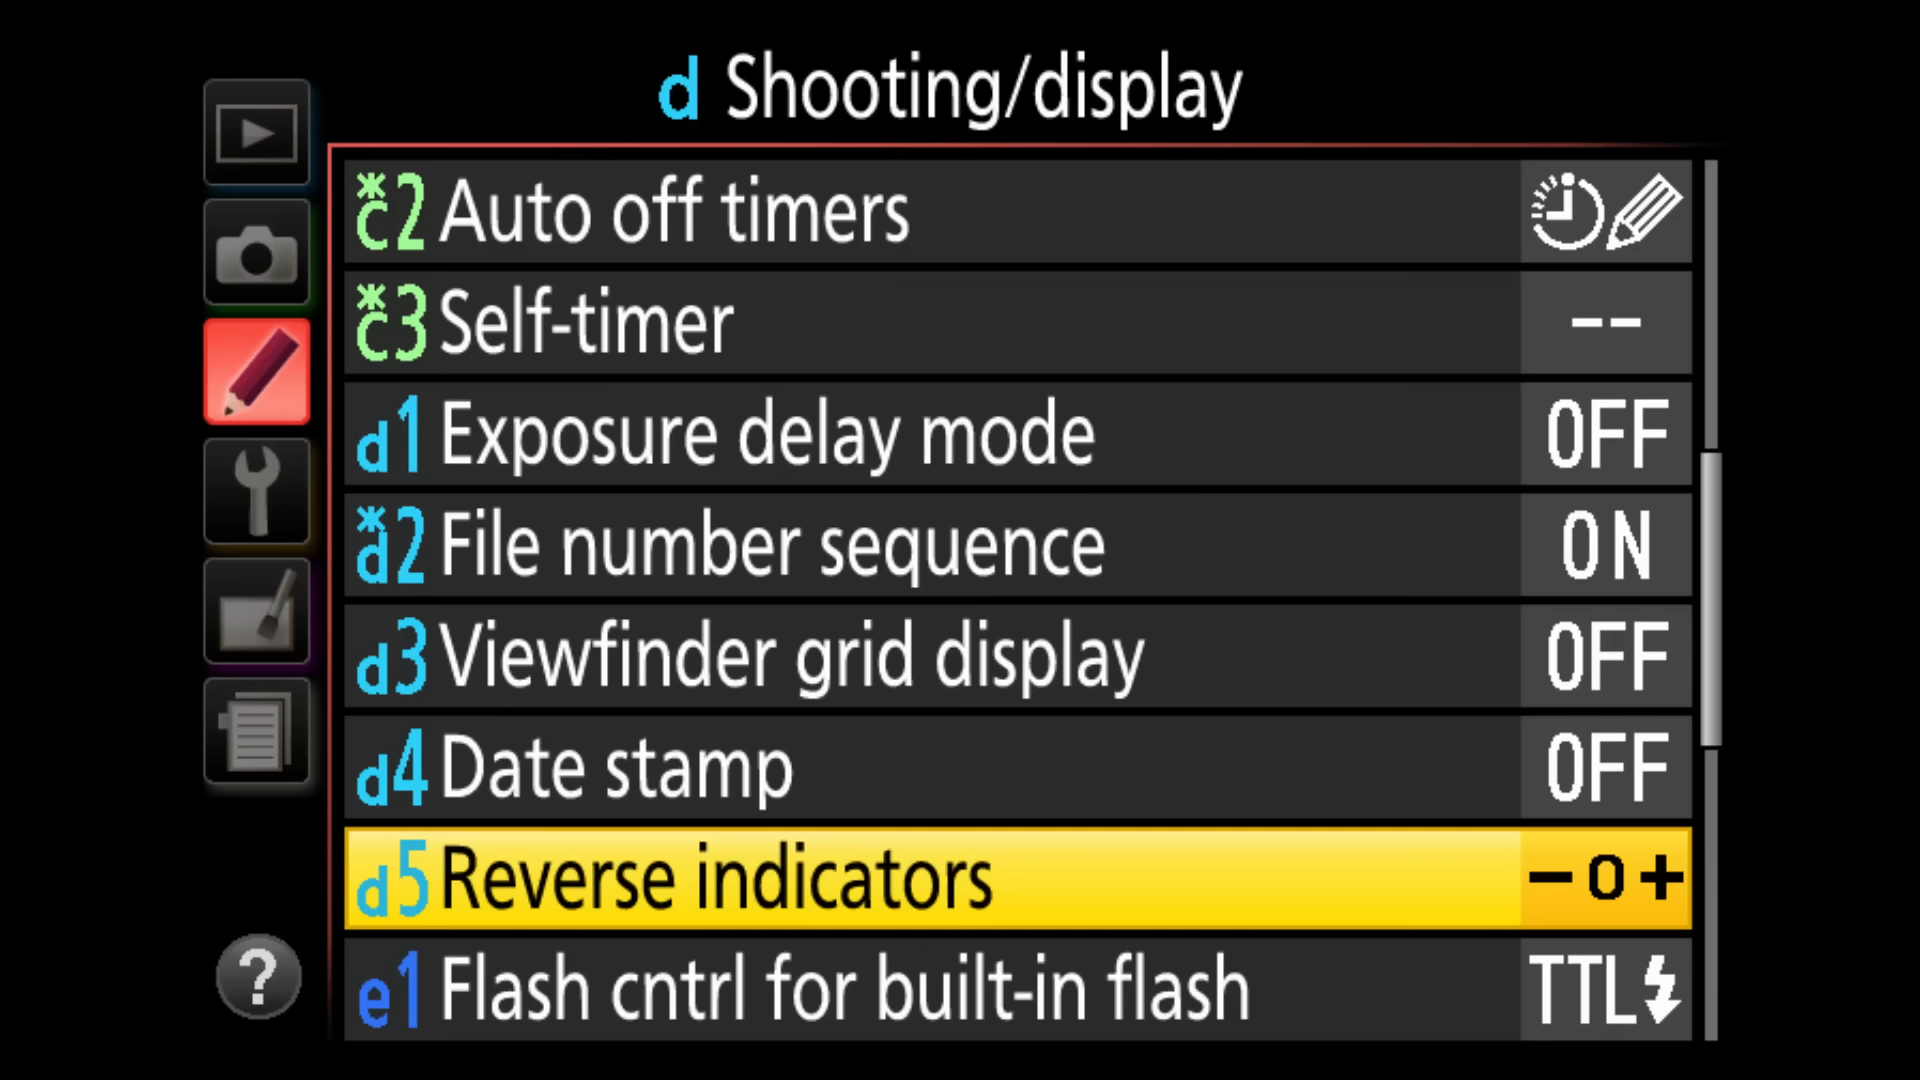 d Shooting/display
*c2 Auto off timers
*c3 Self-timer --
d1 Exposure delay mode OFF
*d2 File number sequence ON
d3 Viewfinder grid display OFF
d4 Date stamp OFF
d5 Reverse indicators -0+
e1 Flash cntrl for built-in flash TTL
?